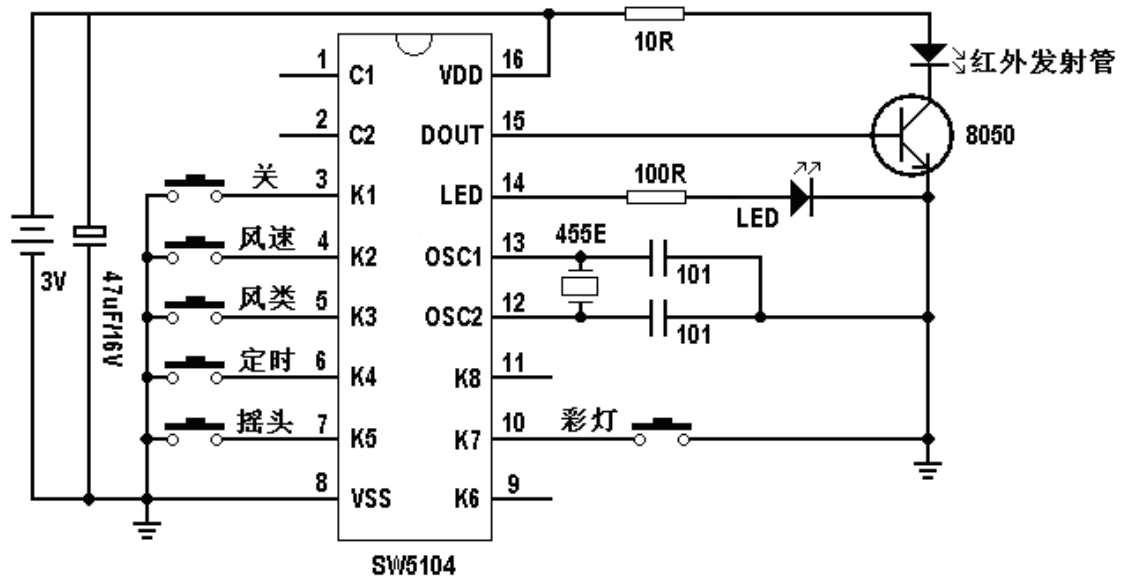 10R
红外发射管
8050
1 C1 VDD 16
2 C2 DOUT 15
关 3 K1 LED 14 100R LED
风速 4 K2 OSC1 13 455E 101
风类 5 K3 OSC2 12 101
定时 6 K4 K8 11
摇头 7 K5 K7 10 彩灯
8 VSS K6 9
3V
47uF/16V
SW5104